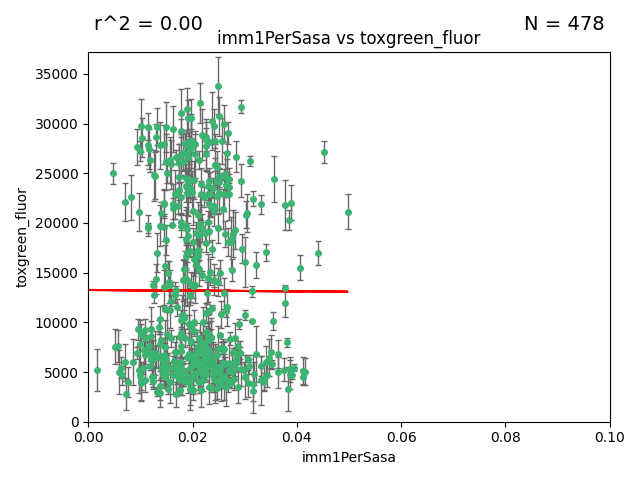 r^2 = 0.00
N = 478
imm1PerSasa vs toxgreen_fluor
35000
30000
25000
20000
15000
10000
5000
0
toxgreen_fluor
0.00
0.02
0.04
0.06
0.08
0.10
imm1PerSasa